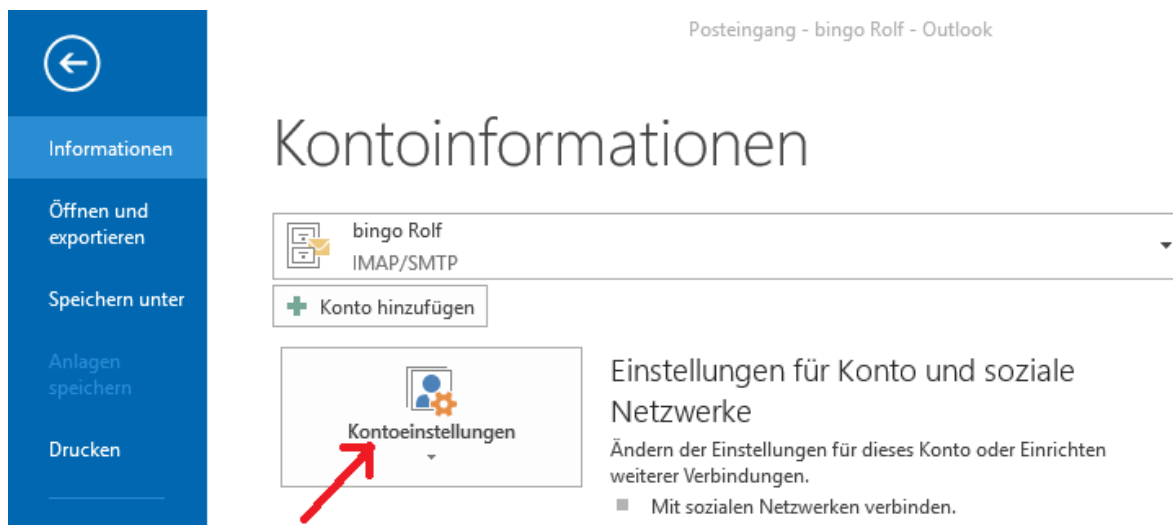 Posteingang - bingo Rolf - Outlook
Informationen
Öffnen und
exportieren
Speichern unter
Anlagen
speichern
Drucken
Kontoinformationen
bingo Rolf
IMAP/SMTP
Konto hinzufügen
Kontoeinstellungen
Einstellungen für Konto und soziale
Netzwerke
Ändern der Einstellungen für dieses Konto oder Einrichten
weiterer Verbindungen.
Mit sozialen Netzwerken verbinden.